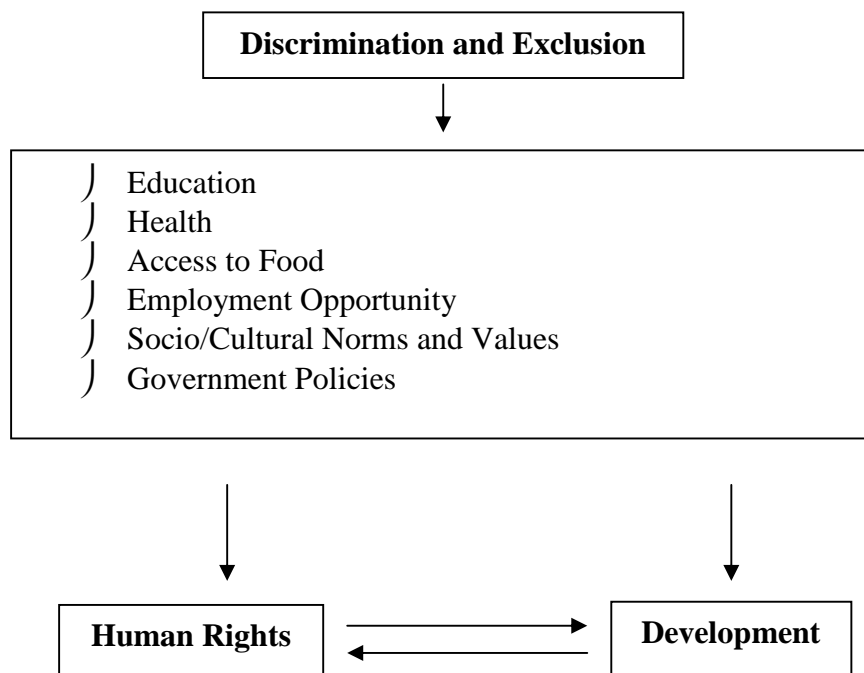 Discrimination and Exclusion
Education
Health
Access to Food
Employment Opportunity
Socio/Cultural Norms and Values
Government Policies
Human Rights
Development